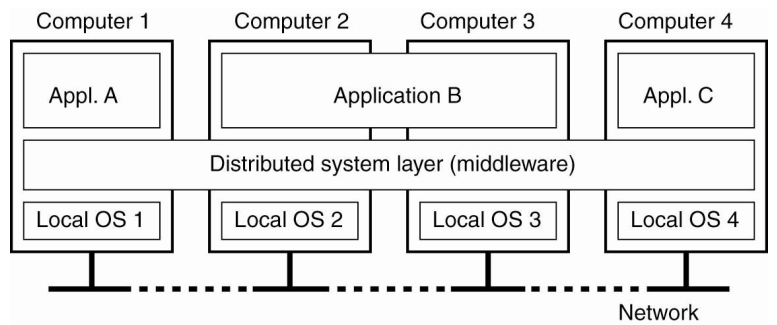 Computer 1 Computer 2 Computer 3 Computer 4
Appl. A Application B Appl. C
Distributed system layer (middleware)
Local OS 1 Local OS 2 Local OS 3 Local OS 4
Network